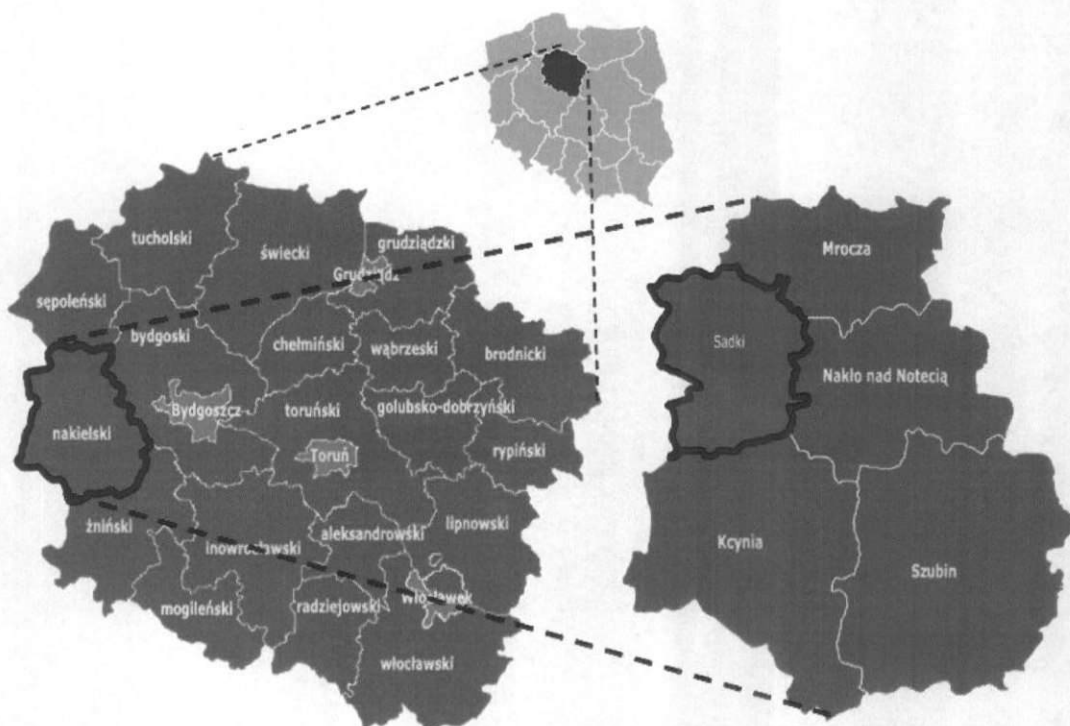 tucholski
świecki
grudziądzki
Grudziądz
sępoleński
bydgoski
chełmiński
wąbrzeski
brodnicki
Bydgoszcz
toruński
golubsko-dobrzyński
nakielski
Toruń
rypiński
żniński
inowrocławski
aleksandrowski
lipnowski
mogileński
radziejowski
Włocławek
włocławski
Mrocza
Sadki
Nakło nad Notecią
Kcynia
Szubin